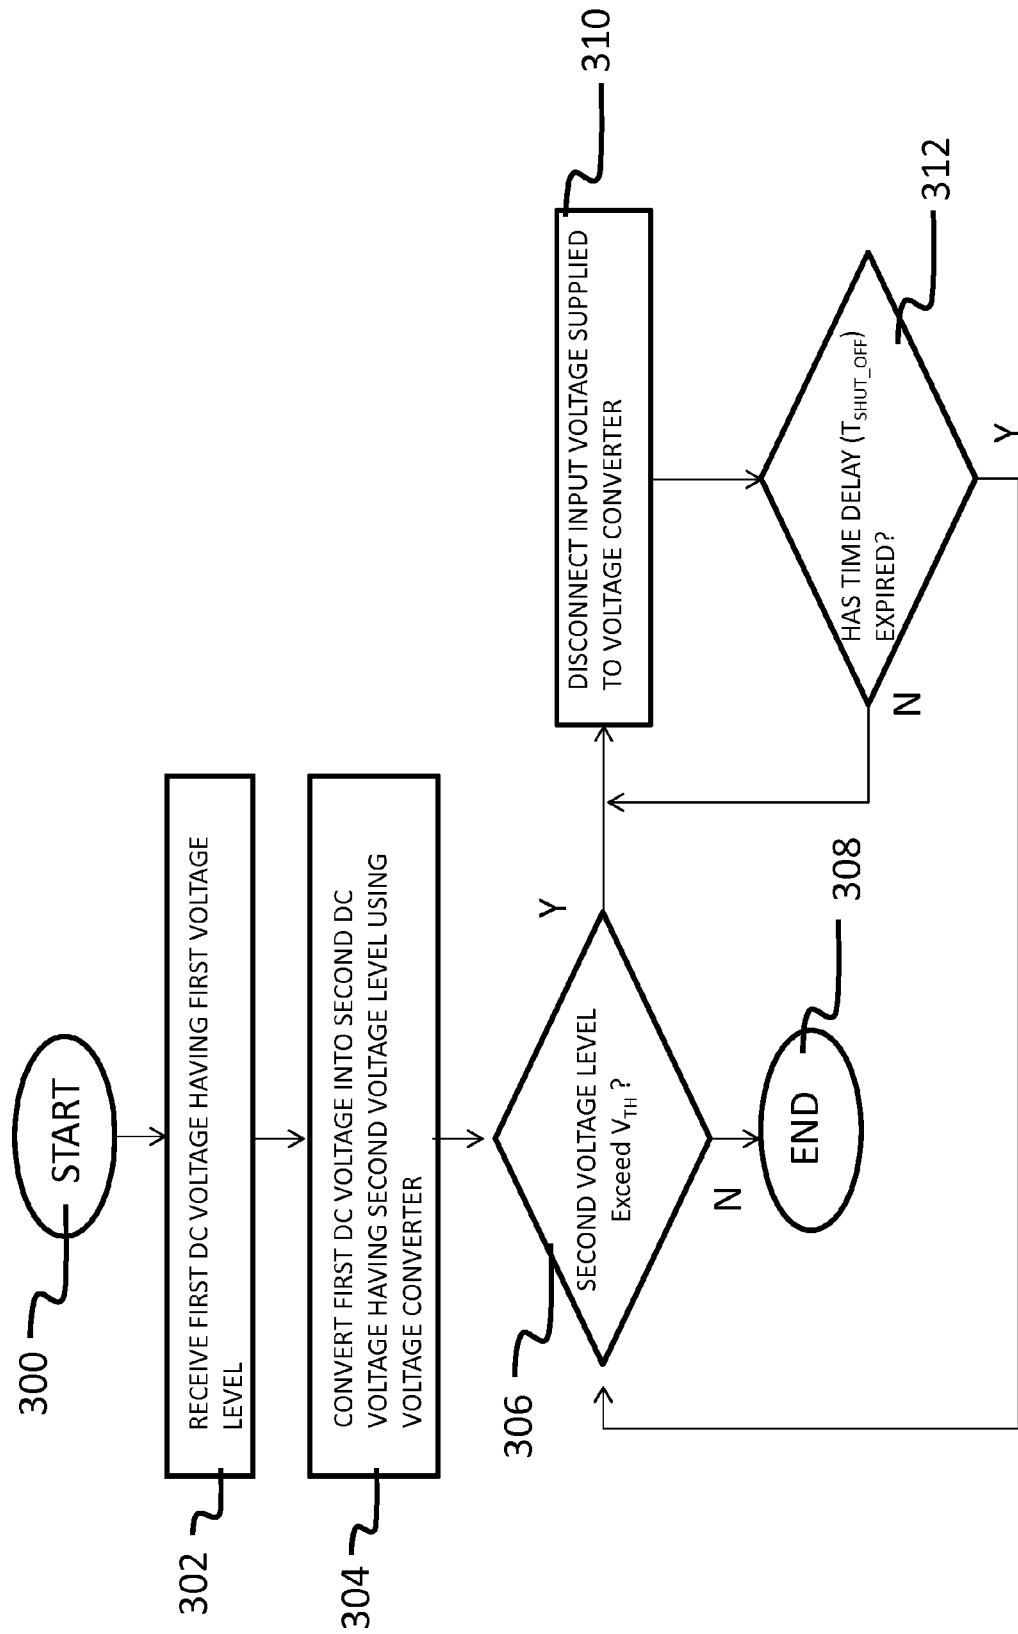 300
START
302
RECEIVE FIRST DC VOLTAGE HAVING FIRST VOLTAGE
LEVEL
304
CONVERT FIRST DC VOLTAGE INTO SECOND DC
VOLTAGE HAVING SECOND VOLTAGE LEVEL USING
VOLTAGE CONVERTER
306
SECOND VOLTAGE LEVEL
Exceed V_TH ?
Y
N
END
308
310
DISCONNECT INPUT VOLTAGE SUPPLIED
TO VOLTAGE CONVERTER
312
HAS TIME DELAY (T_SHUT_OFF)
EXPIRED?
N
Y